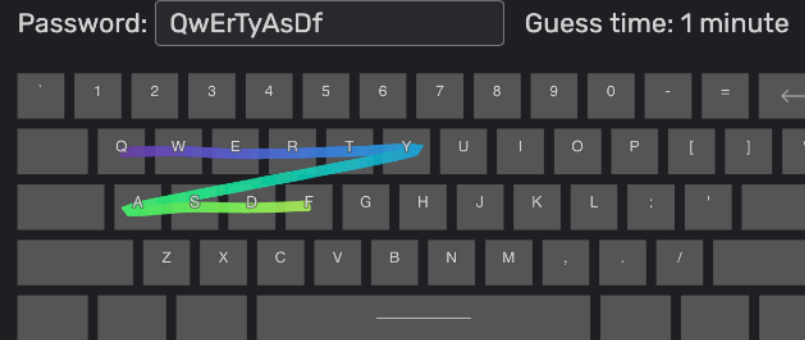 Password: QwErTyAsDf Guess time: 1 minute
` 1 2 3 4 5 6 7 8 9 0 - = ←
Q W E R T Y U I O P [ ] \
A S D F G H J K L ; '
Z X C V B N M , . /